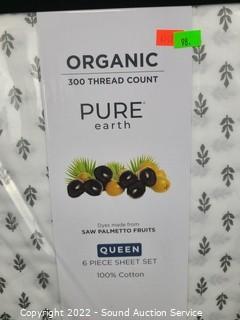 ORGANIC
300 THREAD COUNT
PURE
earth
Dyes made from
SAW PALMETTO FRUITS
QUEEN
6 PIECE SHEET SET
100% Cotton
Copyright 2022 - Sound Auction Service